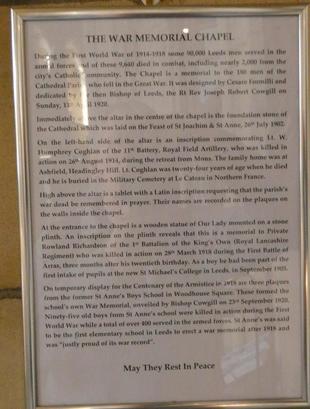 THE WAR MEMORIAL CHAPEL
During the First World War of 1914-1918 some 90,000 Leeds men served in the
armed forces and of these 9,640 died in combat, including nearly 2,000 from the
city's Catholic community. The Chapel is a memorial to the 180 men of the
Cathedral Parish who fell in the Great War. It was designed by Cesare Formilli and
dedicated by the then Bishop of Leeds, the Rt Rev Joseph Robert Cowgill on
Sunday, 11th April 1920.
Immediately above the altar in the centre of the chapel is the foundation stone of
the Cathedral which was laid on the Feast of St Joachim & St Anne, 26th July 1902.
On the left-hand side of the altar is an inscription commemorating Lt. W.
Humphrey Coghlan of the 11th Battery, Royal Field Artillery, who was killed in
action on 26th August 1914, during the retreat from Mons. The family home was at
Ashfield, Headingley Hill. Lt. Coghlan was twenty-four years of age when he died
and he is buried in the Military Cemetery at Le Cateau in Northern France.
High above the altar is a tablet with a Latin inscription requesting that the parish's
war dead be remembered in prayer. Their names are recorded on the plaques on
the walls inside the chapel.
At the entrance to the chapel is a wooden statue of Our Lady mounted on a stone
plinth. An inscription on the plinth reveals that this is a memorial to Private
Rowland Richardson of the 1st Battalion of the King's Own (Royal Lancashire
Regiment) who was killed in action on 28th March 1918 during the First Battle of
Arras, three months after his twentieth birthday. As a boy he had been part of the
first intake of pupils at the new St Michael's College in Leeds, in September 1905.
On temporary display for the Centenary of the Armistice in 2018 are three plaques
from the former St Anne's Boys School in Woodhouse Square. These formed the
school's own War Memorial, unveiled by Bishop Cowgill on 23rd September 1920.
Ninety-five old boys from St Anne's school were killed in action during the First
World War while a total of over 400 served in the armed forces. St Anne's was said
to be the first elementary school in Leeds to erect a war memorial after 1918 and
was "justly proud of its war record".
May They Rest In Peace